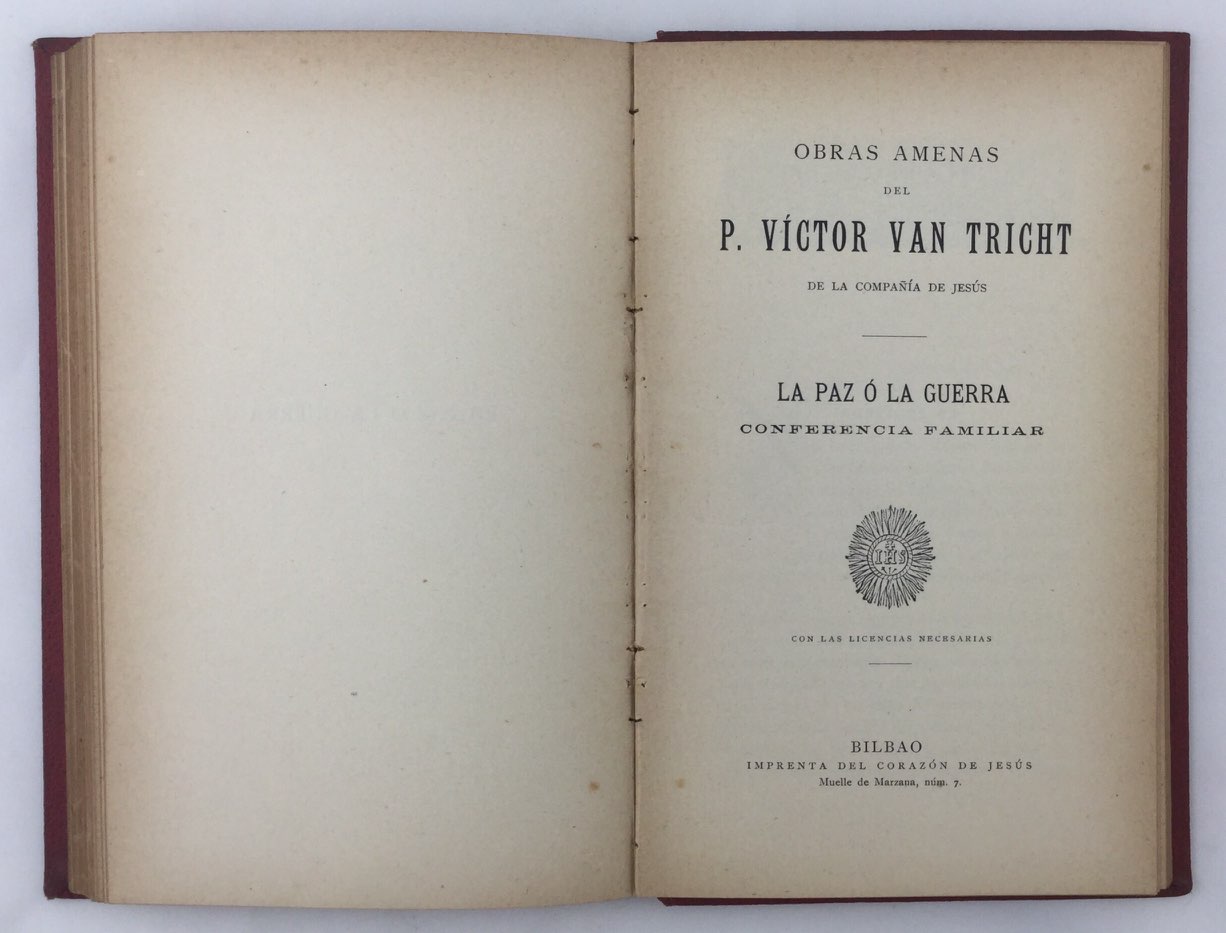 OBRAS AMENAS
DEL
P. VÍCTOR VAN TRICHT
DE LA COMPAÑÍA DE JESÚS
LA PAZ Ó LA GUERRA
CONFERENCIA FAMILIAR
IHS
CON LAS LICENCIAS NECESARIAS
BILBAO
IMPRENTA DEL CORAZÓN DE JESÚS
Muelle de Marzana, núm. 7.